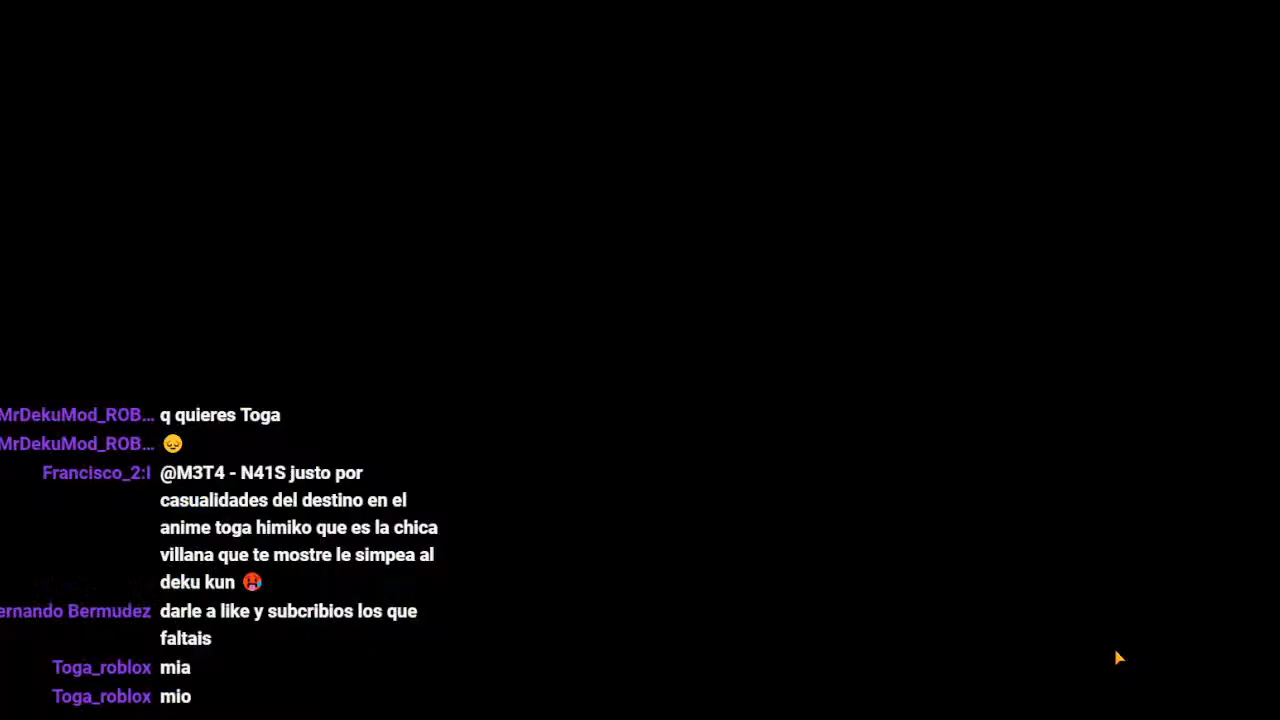 MrDekuMod_ROB... q quieres Toga
MrDekuMod_ROB... 😔
Francisco_2:I @M3T4 - N41S justo por
casualidades del destino en el
anime toga himiko que es la chica
villana que te mostre le simpea al
deku kun 🥵
ernando Bermudez darle a like y subcribios los que
faltais
Toga_roblox mia
Toga_roblox mio